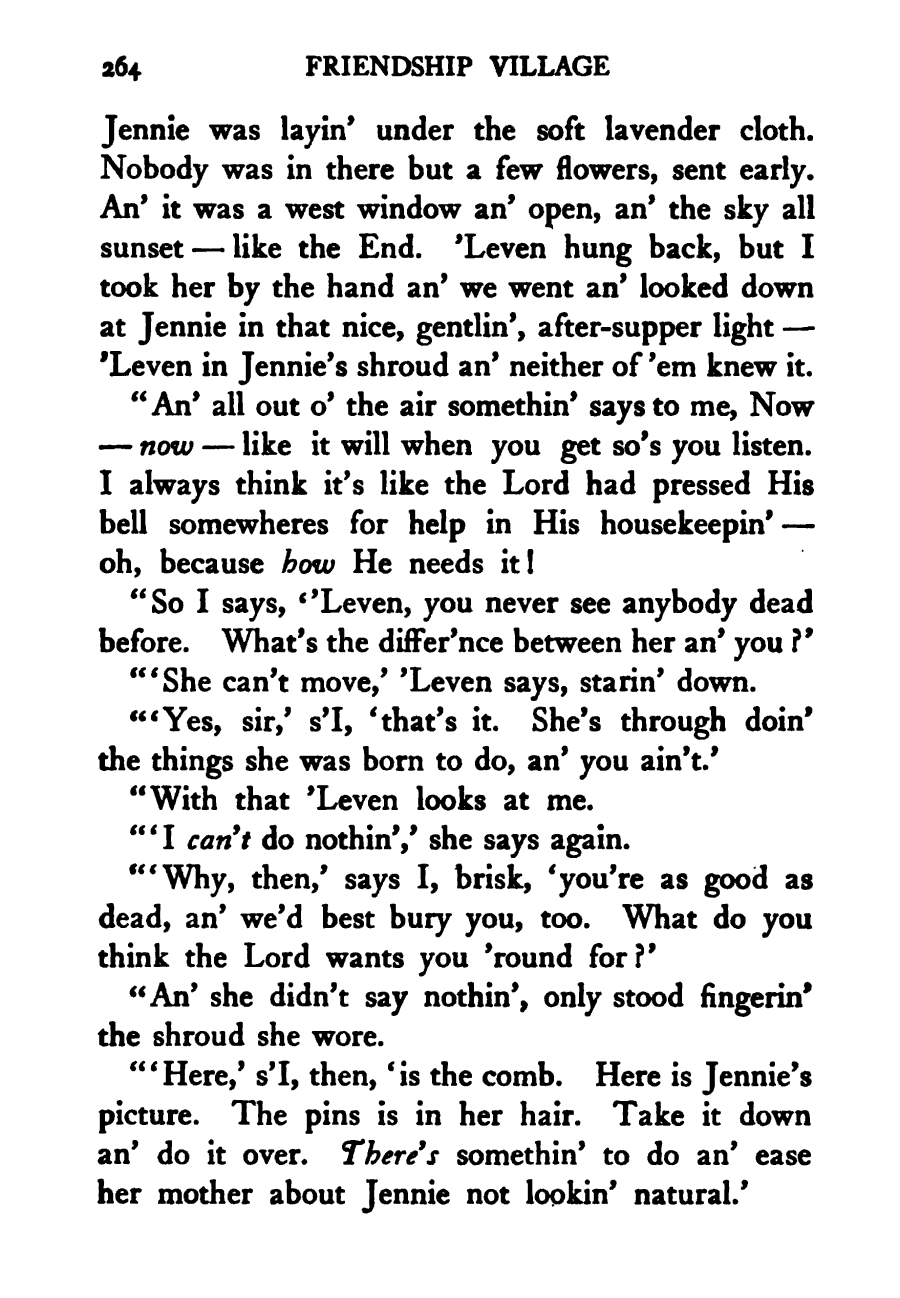 264 FRIENDSHIP VILLAGE
Jennie was layin’ under the soft lavender cloth.
Nobody was in there but a few flowers, sent early.
An’ it was a west window an’ open, an’ the sky all
sunset — like the End. ’Leven hung back, but I
took her by the hand an’ we went an’ looked down
at Jennie in that nice, gentlin’, after-supper light —
’Leven in Jennie’s shroud an’ neither of ’em knew it.
“An’ all out o’ the air somethin’ says to me, Now
— now — like it will when you get so’s you listen.
I always think it’s like the Lord had pressed His
bell somewheres for help in His housekeepin’ —
oh, because how He needs it!
“So I says, ‘’Leven, you never see anybody dead
before. What’s the differ’nce between her an’ you?’
“‘She can’t move,’ ’Leven says, starin’ down.
“‘Yes, sir,’ s’I, ‘that’s it. She’s through doin’
the things she was born to do, an’ you ain’t.’
“With that ’Leven looks at me.
“‘I can’t do nothin’,’ she says again.
“‘Why, then,’ says I, brisk, ‘you’re as good as
dead, an’ we’d best bury you, too. What do you
think the Lord wants you ’round for?’
“An’ she didn’t say nothin’, only stood fingerin’
the shroud she wore.
“‘Here,’ s’I, then, ‘is the comb. Here is Jennie’s
picture. The pins is in her hair. Take it down
an’ do it over. There’s somethin’ to do an’ ease
her mother about Jennie not lookin’ natural.’